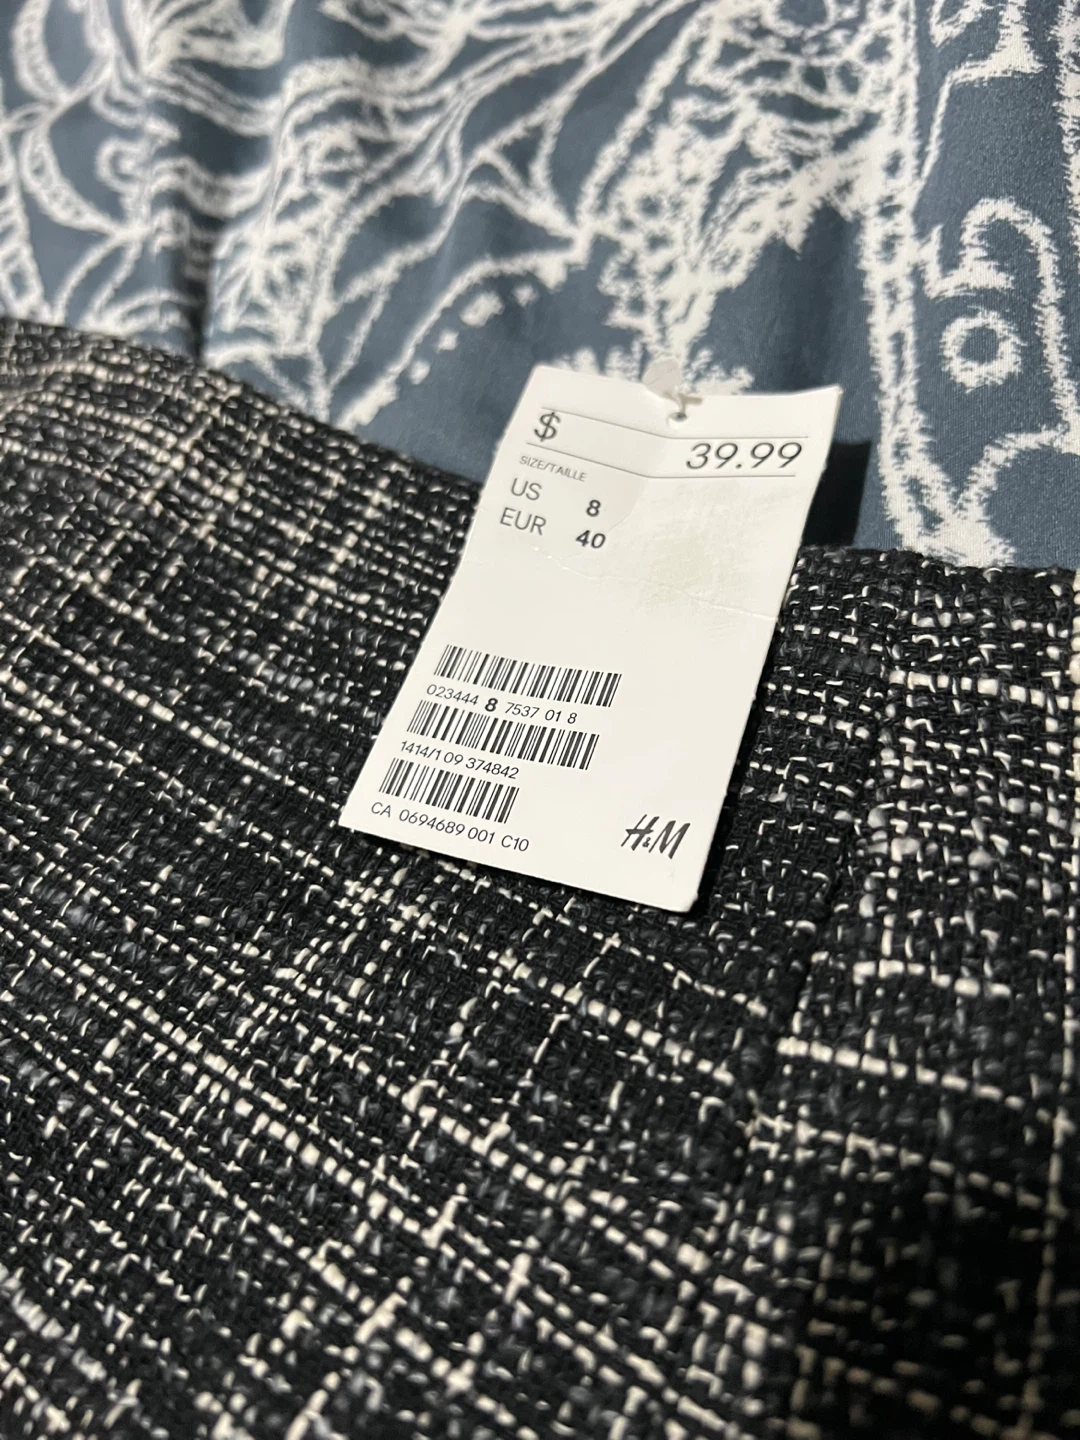 $ 39.99
SIZE/TAILLE
US 8
EUR 40
023444 8 7537 01 8
1414/1 09 374842
CA 0694689 001 C10
H&M